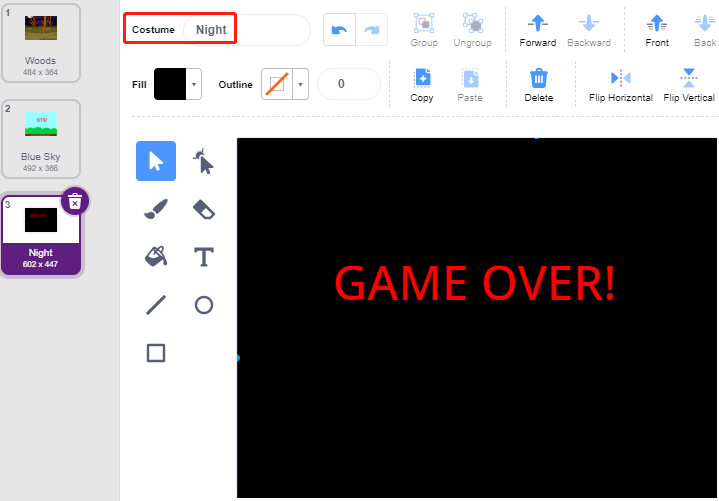 1
Woods
484 x 364
2
Blue Sky
492 x 366
3
Night
602 x 447
Costume Night
Group Ungroup Forward Backward Front Back
Fill Outline 0
Copy Paste Delete Flip Horizontal Flip Vertical
T
GAME OVER!